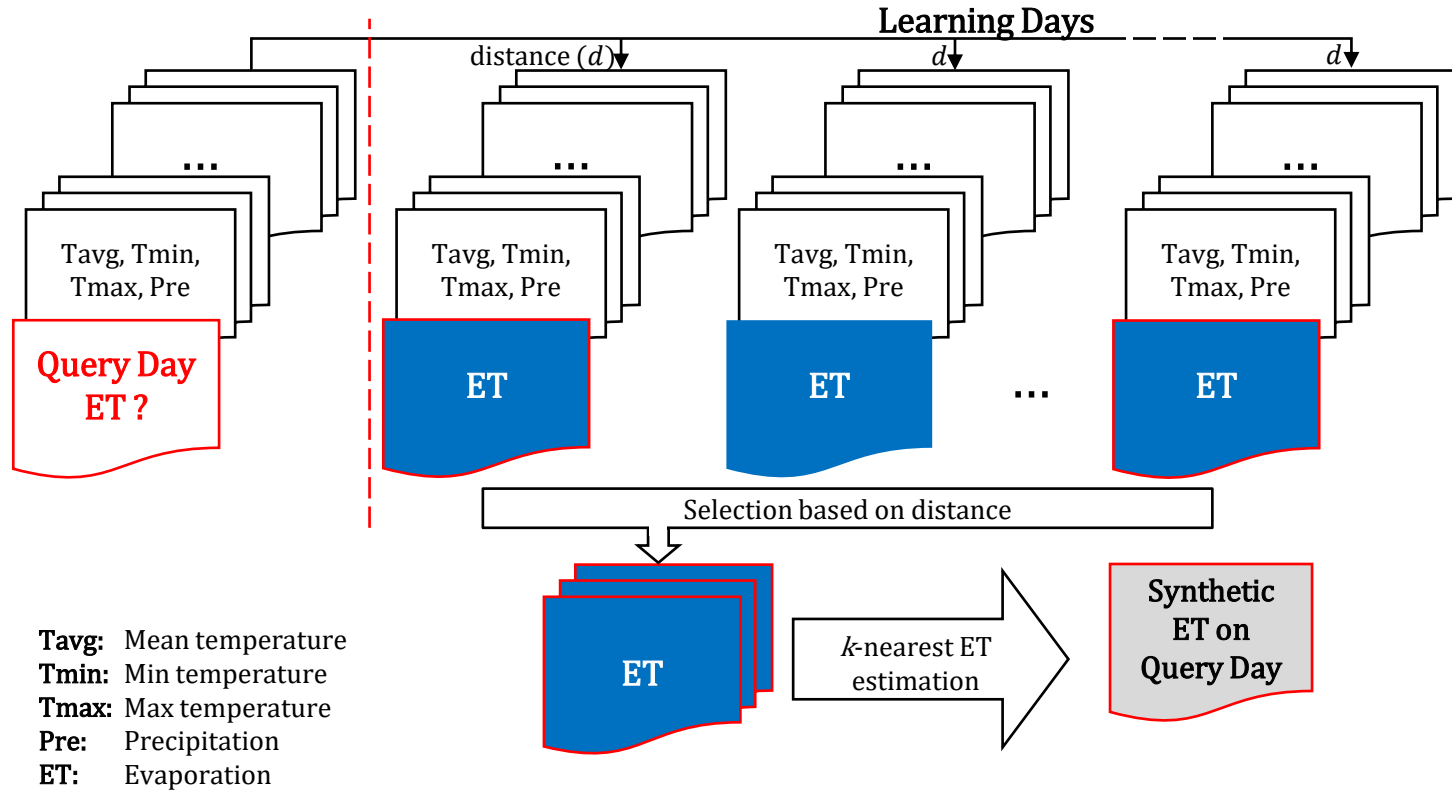 Learning Days
distance (d)
d
d
...
...
...
...
Tavg, Tmin,
Tmax, Pre
Tavg, Tmin,
Tmax, Pre
Tavg, Tmin,
Tmax, Pre
Tavg, Tmin,
Tmax, Pre
Query Day
ET ?
ET
ET
...
ET
Selection based on distance
ET
k-nearest ET
estimation
Synthetic
ET on
Query Day
Tavg: Mean temperature
Tmin: Min temperature
Tmax: Max temperature
Pre: Precipitation
ET: Evaporation